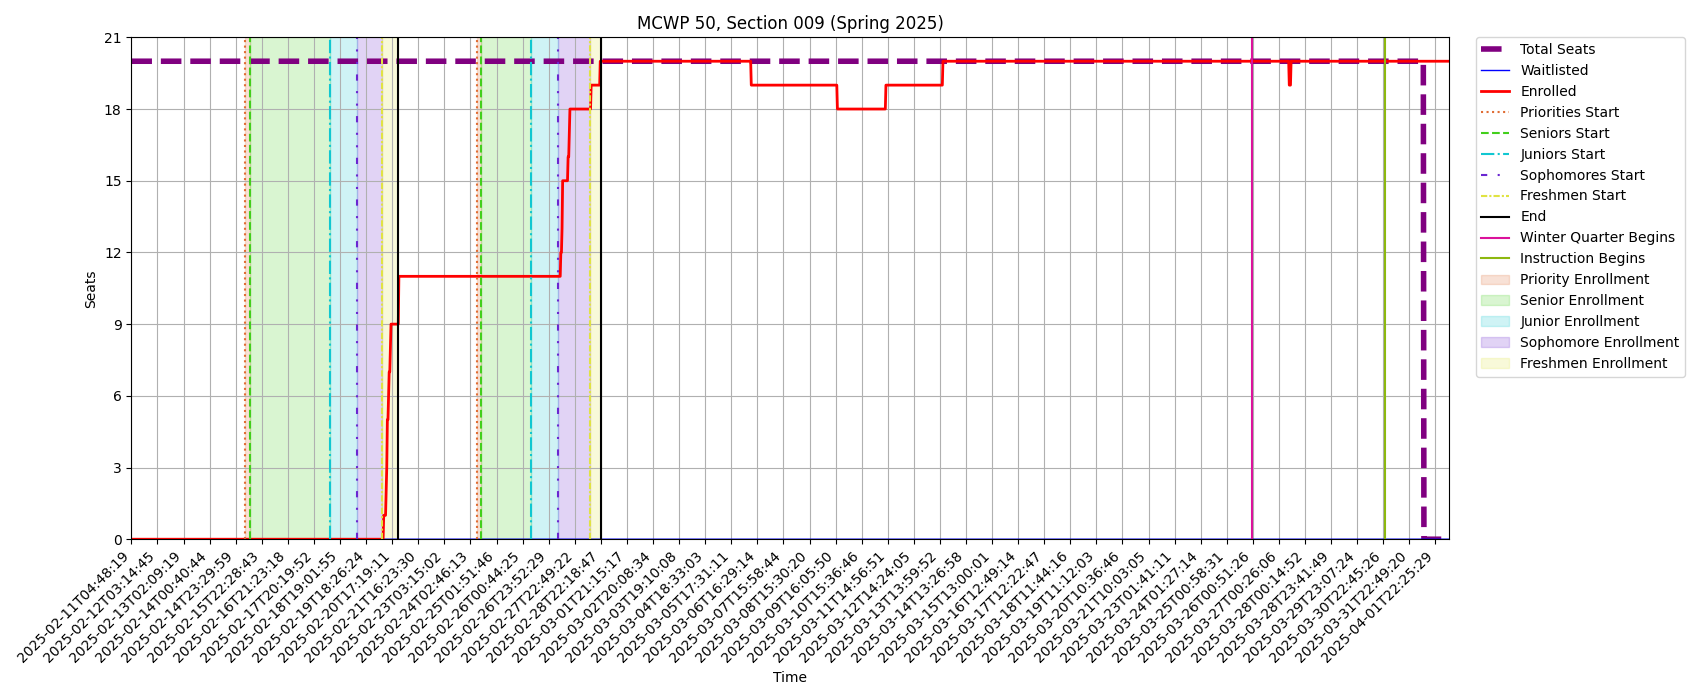 MCWP 50, Section 009 (Spring 2025)
21
18
15
12
9
6
3
0
Seats
2025-02-11T04:48:19
2025-02-12T03:14:45
2025-02-13T02:09:19
2025-02-14T00:40:44
2025-02-14T23:29:59
2025-02-15T22:28:43
2025-02-16T21:23:18
2025-02-17T20:19:52
2025-02-18T19:01:55
2025-02-19T18:26:24
2025-02-20T17:19:11
2025-02-21T16:23:30
2025-02-23T03:15:02
2025-02-24T02:46:13
2025-02-25T01:51:46
2025-02-26T00:44:25
2025-02-26T23:52:29
2025-02-27T22:49:22
2025-02-28T22:18:47
2025-03-01T21:15:17
2025-03-02T20:08:34
2025-03-03T19:10:08
2025-03-04T18:33:03
2025-03-05T17:31:11
2025-03-06T16:29:14
2025-03-07T15:58:44
2025-03-08T15:30:20
2025-03-09T16:05:50
2025-03-10T15:36:46
2025-03-11T14:56:51
2025-03-12T14:24:05
2025-03-13T13:59:52
2025-03-14T13:26:58
2025-03-15T13:00:01
2025-03-16T12:49:14
2025-03-17T12:22:47
2025-03-18T11:44:16
2025-03-19T11:12:03
2025-03-20T10:36:46
2025-03-21T10:03:05
2025-03-23T01:41:11
2025-03-24T01:27:14
2025-03-25T00:58:31
2025-03-26T00:51:26
2025-03-27T00:26:06
2025-03-28T00:14:52
2025-03-28T23:41:49
2025-03-29T23:07:24
2025-03-30T22:45:26
2025-03-31T22:49:20
2025-04-01T22:25:29
Time
Total Seats
Waitlisted
Enrolled
Priorities Start
Seniors Start
Juniors Start
Sophomores Start
Freshmen Start
End
Winter Quarter Begins
Instruction Begins
Priority Enrollment
Senior Enrollment
Junior Enrollment
Sophomore Enrollment
Freshmen Enrollment